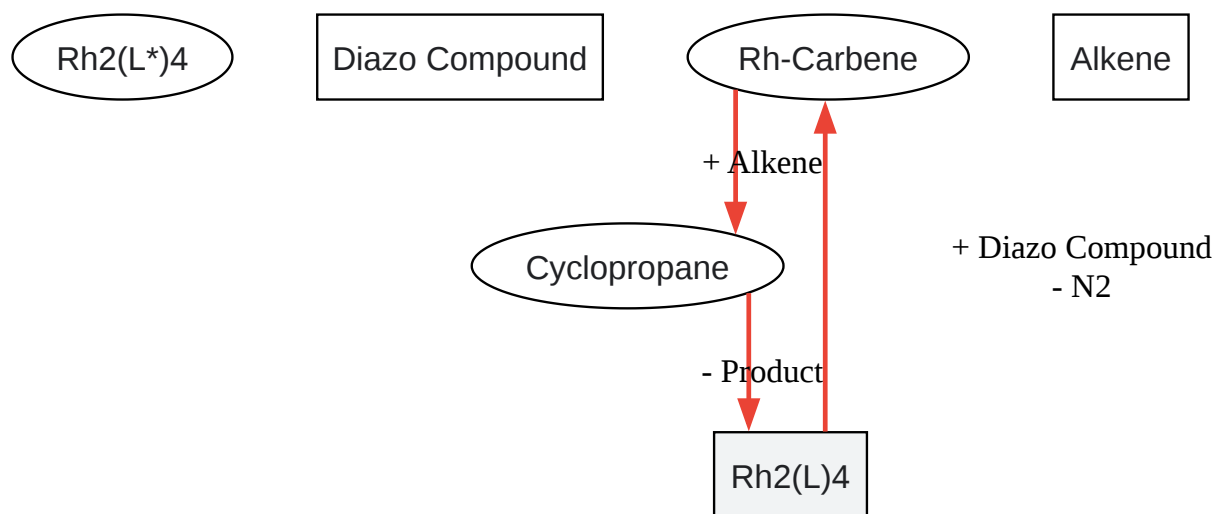 Rh2(L*)4
Diazo Compound
Rh-Carbene
Alkene
+ Alkene
Cyclopropane
+ Diazo Compound
- N2
- Product
Rh2(L)4